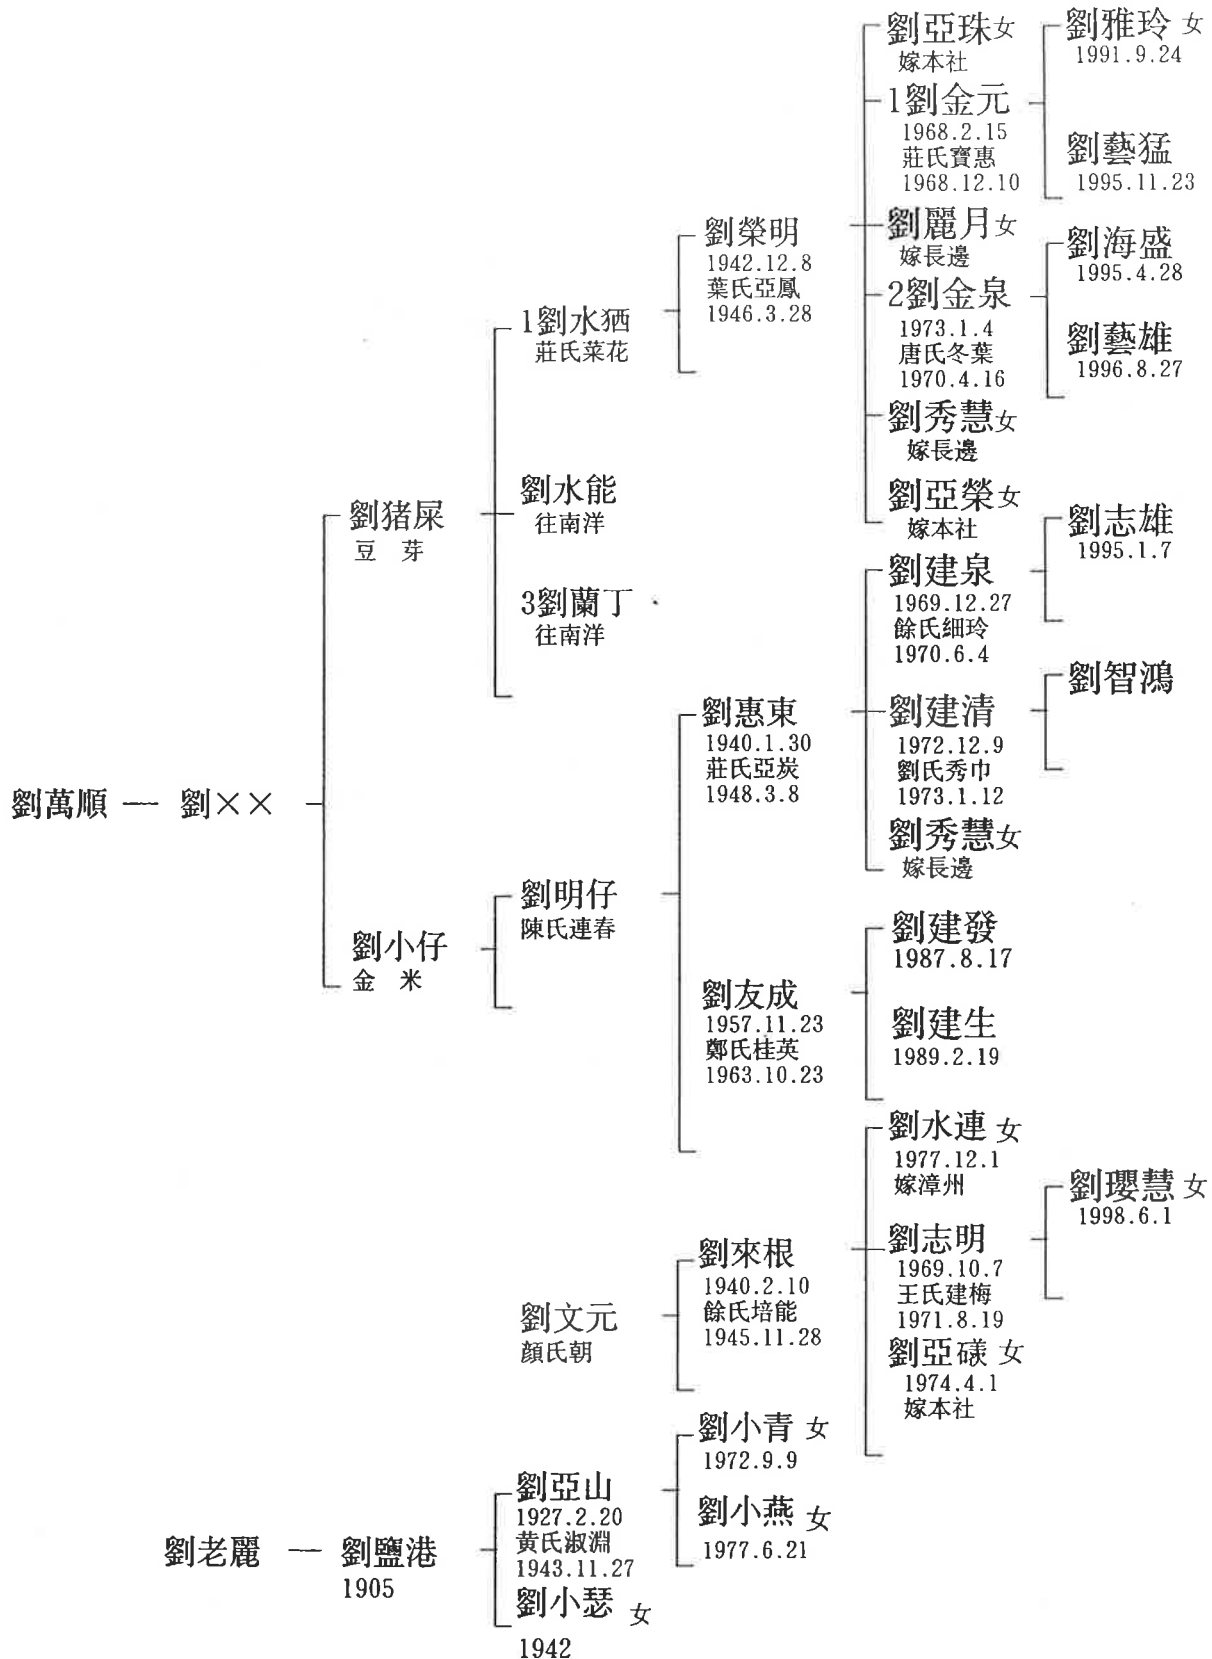 劉萬順 — 劉××
劉猪屎
豆 芽
1劉水栖
莊氏菜花
劉榮明
1942.12.8
葉氏亞鳳
1946.3.28
劉亞珠女
嫁本社
1劉金元
1968.2.15
莊氏寶惠
1968.12.10
劉雅玲 女
1991.9.24
劉藝猛
1995.11.23
劉麗月女
嫁長邊
2劉金泉
1973.1.4
唐氏冬葉
1970.4.16
劉海盛
1995.4.28
劉藝雄
1996.8.27
劉秀慧女
嫁長邊
劉亞榮女
嫁本社
劉水能
往南洋
3劉蘭丁
往南洋
劉小仔
金 米
劉明仔
陳氏連春
劉惠東
1940.1.30
莊氏亞炭
1948.3.8
劉建泉
1969.12.27
餘氏細玲
1970.6.4
劉志雄
1995.1.7
劉建清
1972.12.9
劉氏秀巾
1973.1.12
劉智鴻
劉秀慧女
嫁長邊
劉友成
1957.11.23
鄭氏桂英
1963.10.23
劉建發
1987.8.17
劉建生
1989.2.19
劉文元
顏氏朝
劉來根
1940.2.10
餘氏培能
1945.11.28
劉水連 女
1977.12.1
嫁漳州
劉志明
1969.10.7
王氏建梅
1971.8.19
劉瓔慧 女
1998.6.1
劉亞磏 女
1974.4.1
嫁本社
劉老麗 — 劉鹽港
1905
劉亞山
1927.2.20
黄氏淑淵
1943.11.27
劉小青 女
1972.9.9
劉小燕 女
1977.6.21
劉小瑟 女
1942